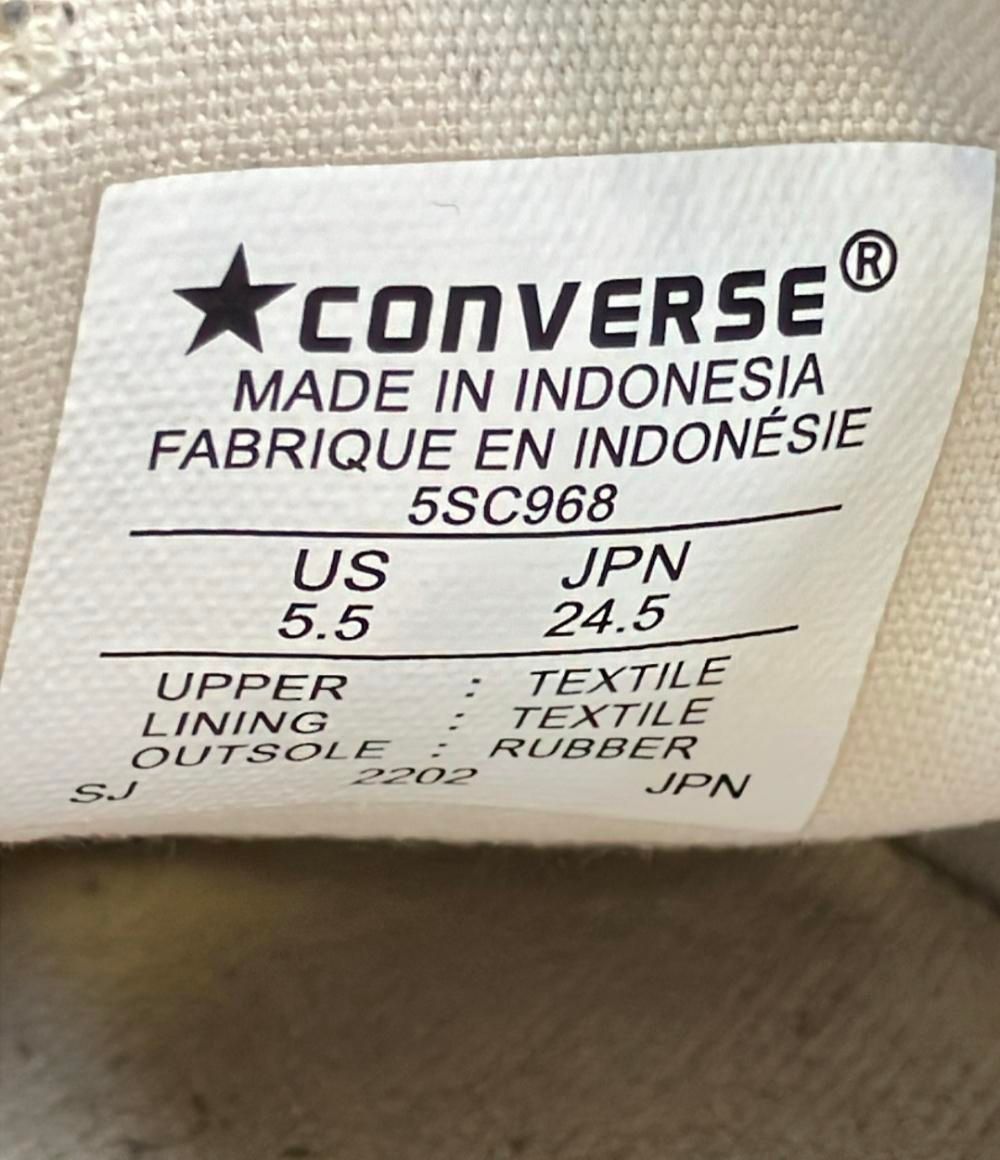 ★CONVERSE®
MADE IN INDONESIA
FABRIQUE EN INDONÉSIE
5SC968
US JPN
5.5 24.5
UPPER : TEXTILE
LINING : TEXTILE
OUTSOLE : RUBBER
SJ 2202 JPN